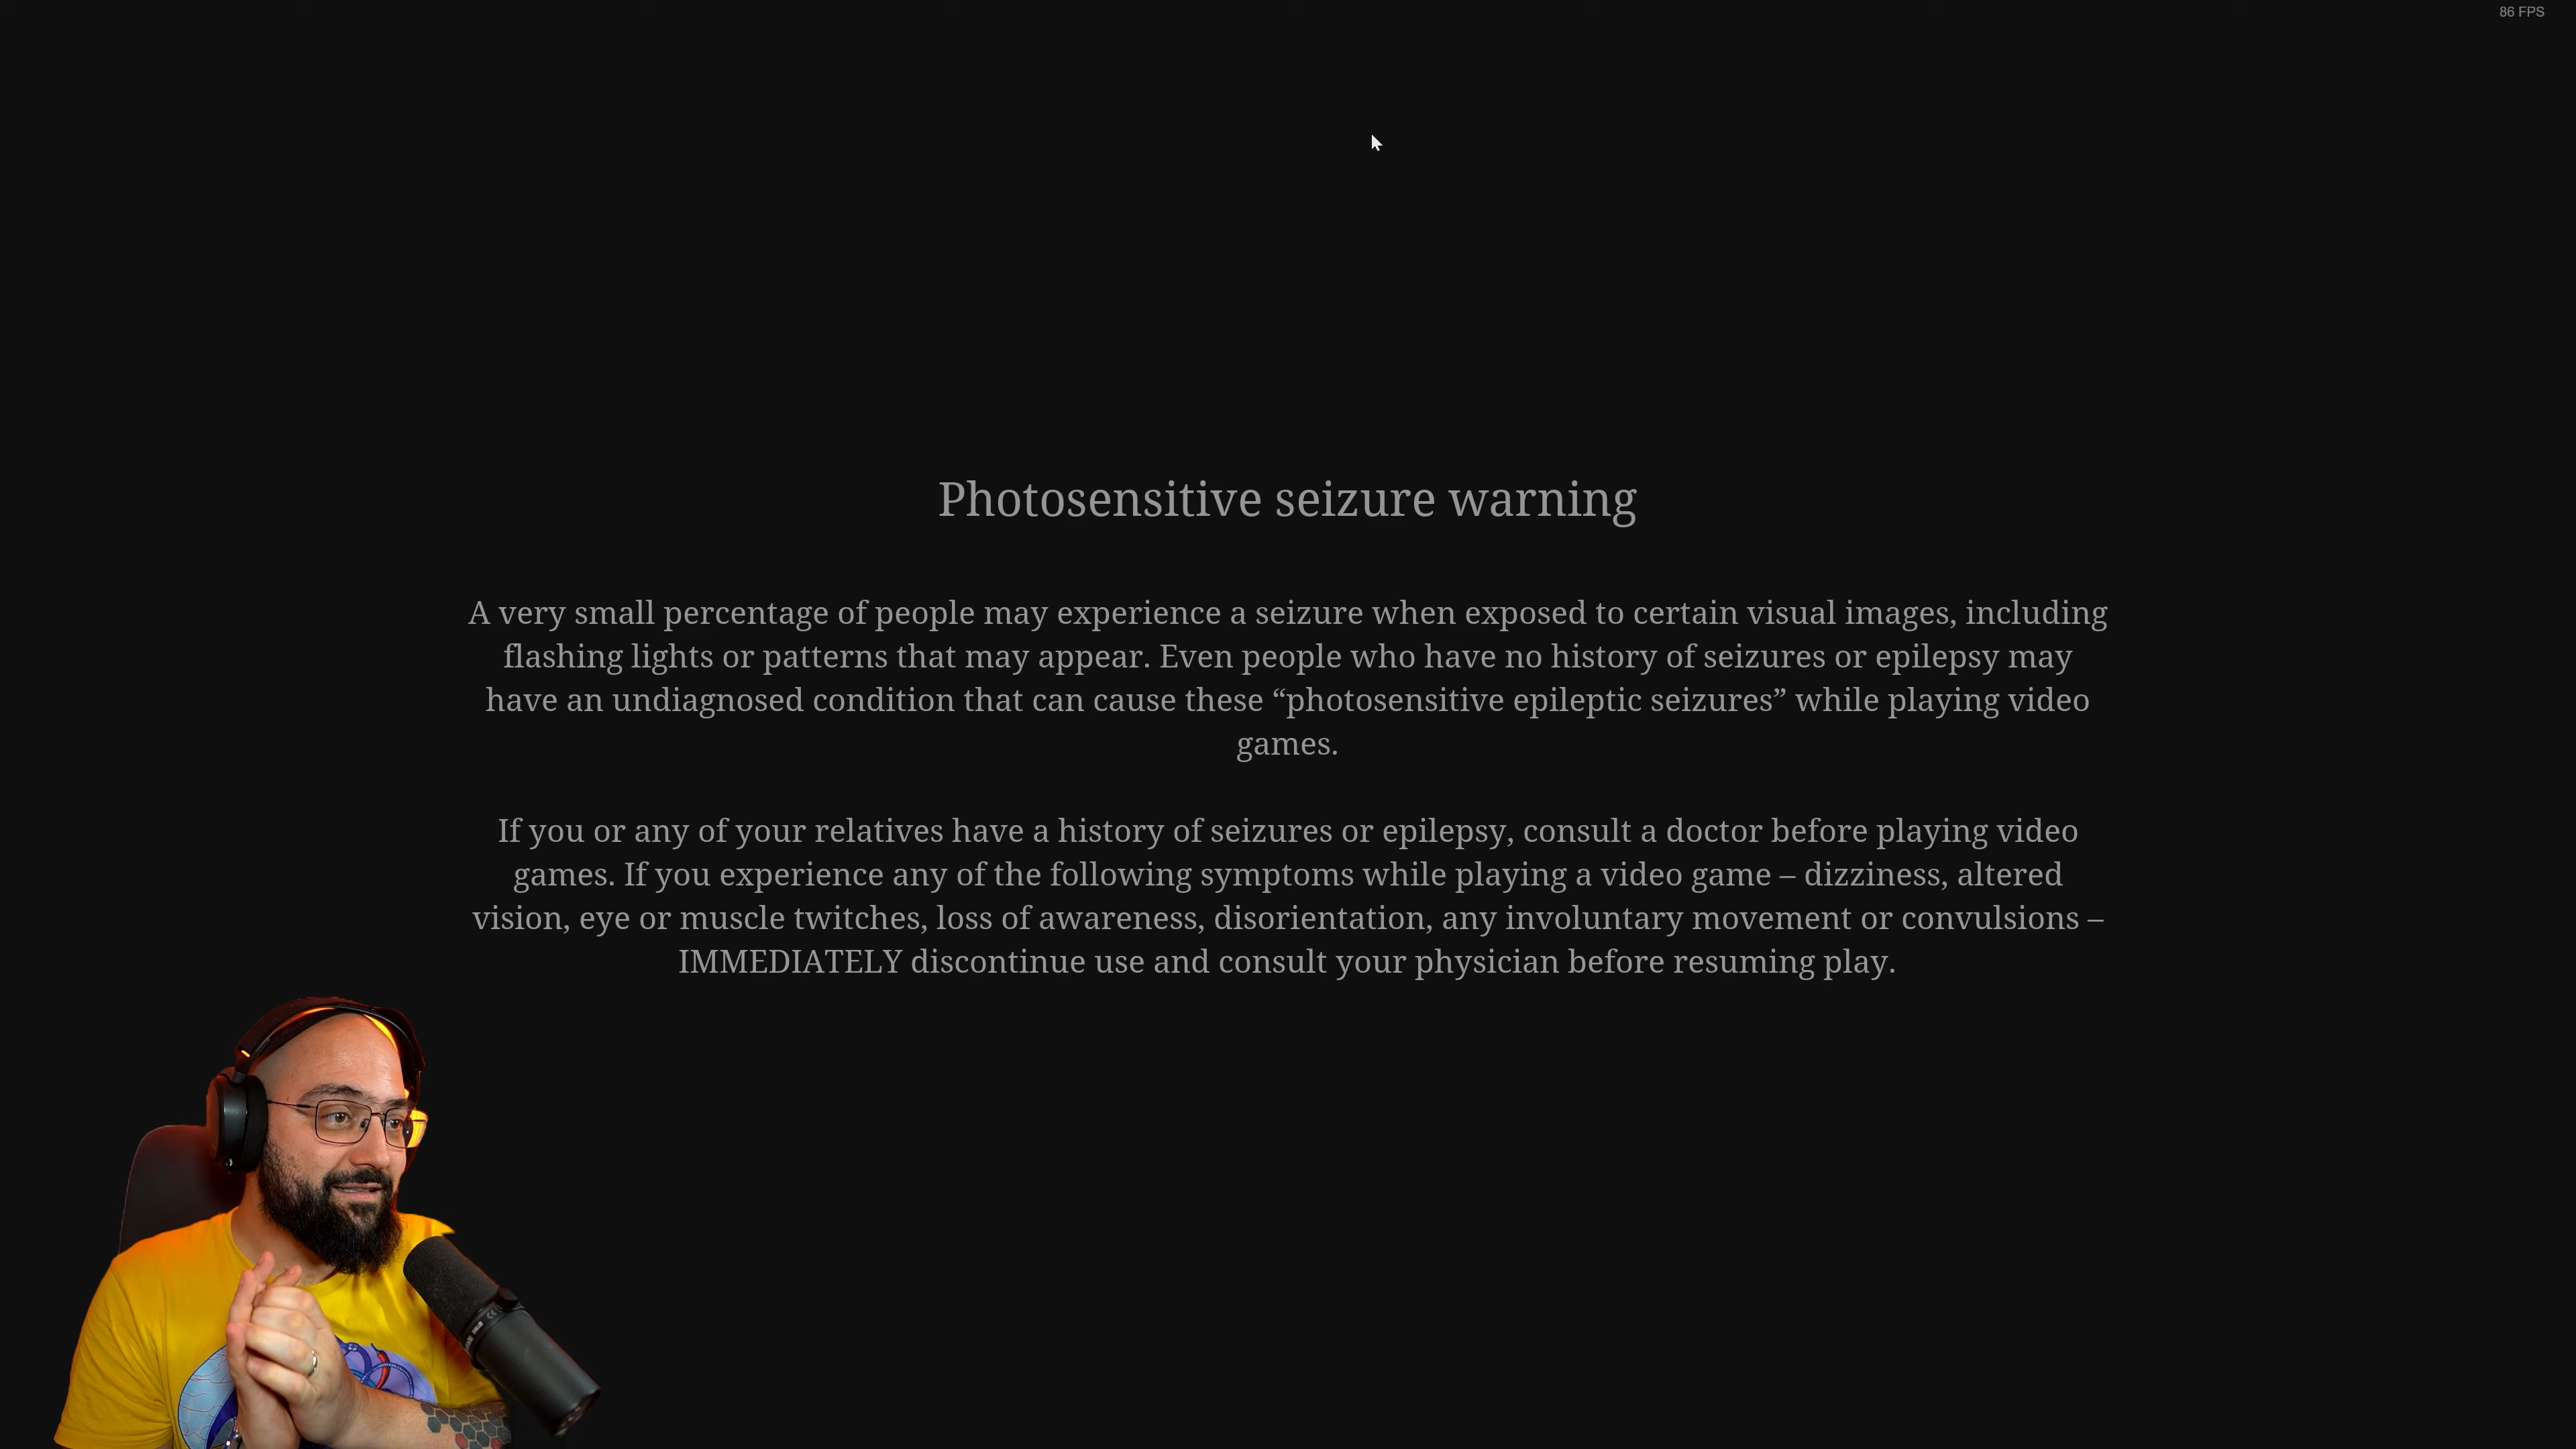 86 FPS
Photosensitive seizure warning
A very small percentage of people may experience a seizure when exposed to certain visual images, including
flashing lights or patterns that may appear. Even people who have no history of seizures or epilepsy may
have an undiagnosed condition that can cause these “photosensitive epileptic seizures” while playing video
games.
If you or any of your relatives have a history of seizures or epilepsy, consult a doctor before playing video
games. If you experience any of the following symptoms while playing a video game – dizziness, altered
vision, eye or muscle twitches, loss of awareness, disorientation, any involuntary movement or convulsions –
IMMEDIATELY discontinue use and consult your physician before resuming play.